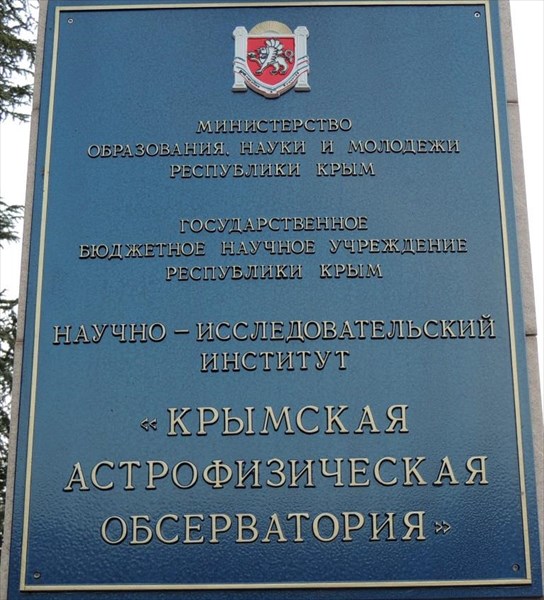 МИНИСТЕРСТВО
ОБРАЗОВАНИЯ, НАУКИ И МОЛОДЕЖИ
РЕСПУБЛИКИ КРЫМ
ГОСУДАРСТВЕННОЕ
БЮДЖЕТНОЕ НАУЧНОЕ УЧРЕЖДЕНИЕ
РЕСПУБЛИКИ КРЫМ
НАУЧНО – ИССЛЕДОВАТЕЛЬСКИЙ
ИНСТИТУТ
« КРЫМСКАЯ
АСТРОФИЗИЧЕСКАЯ
ОБСЕРВАТОРИЯ»